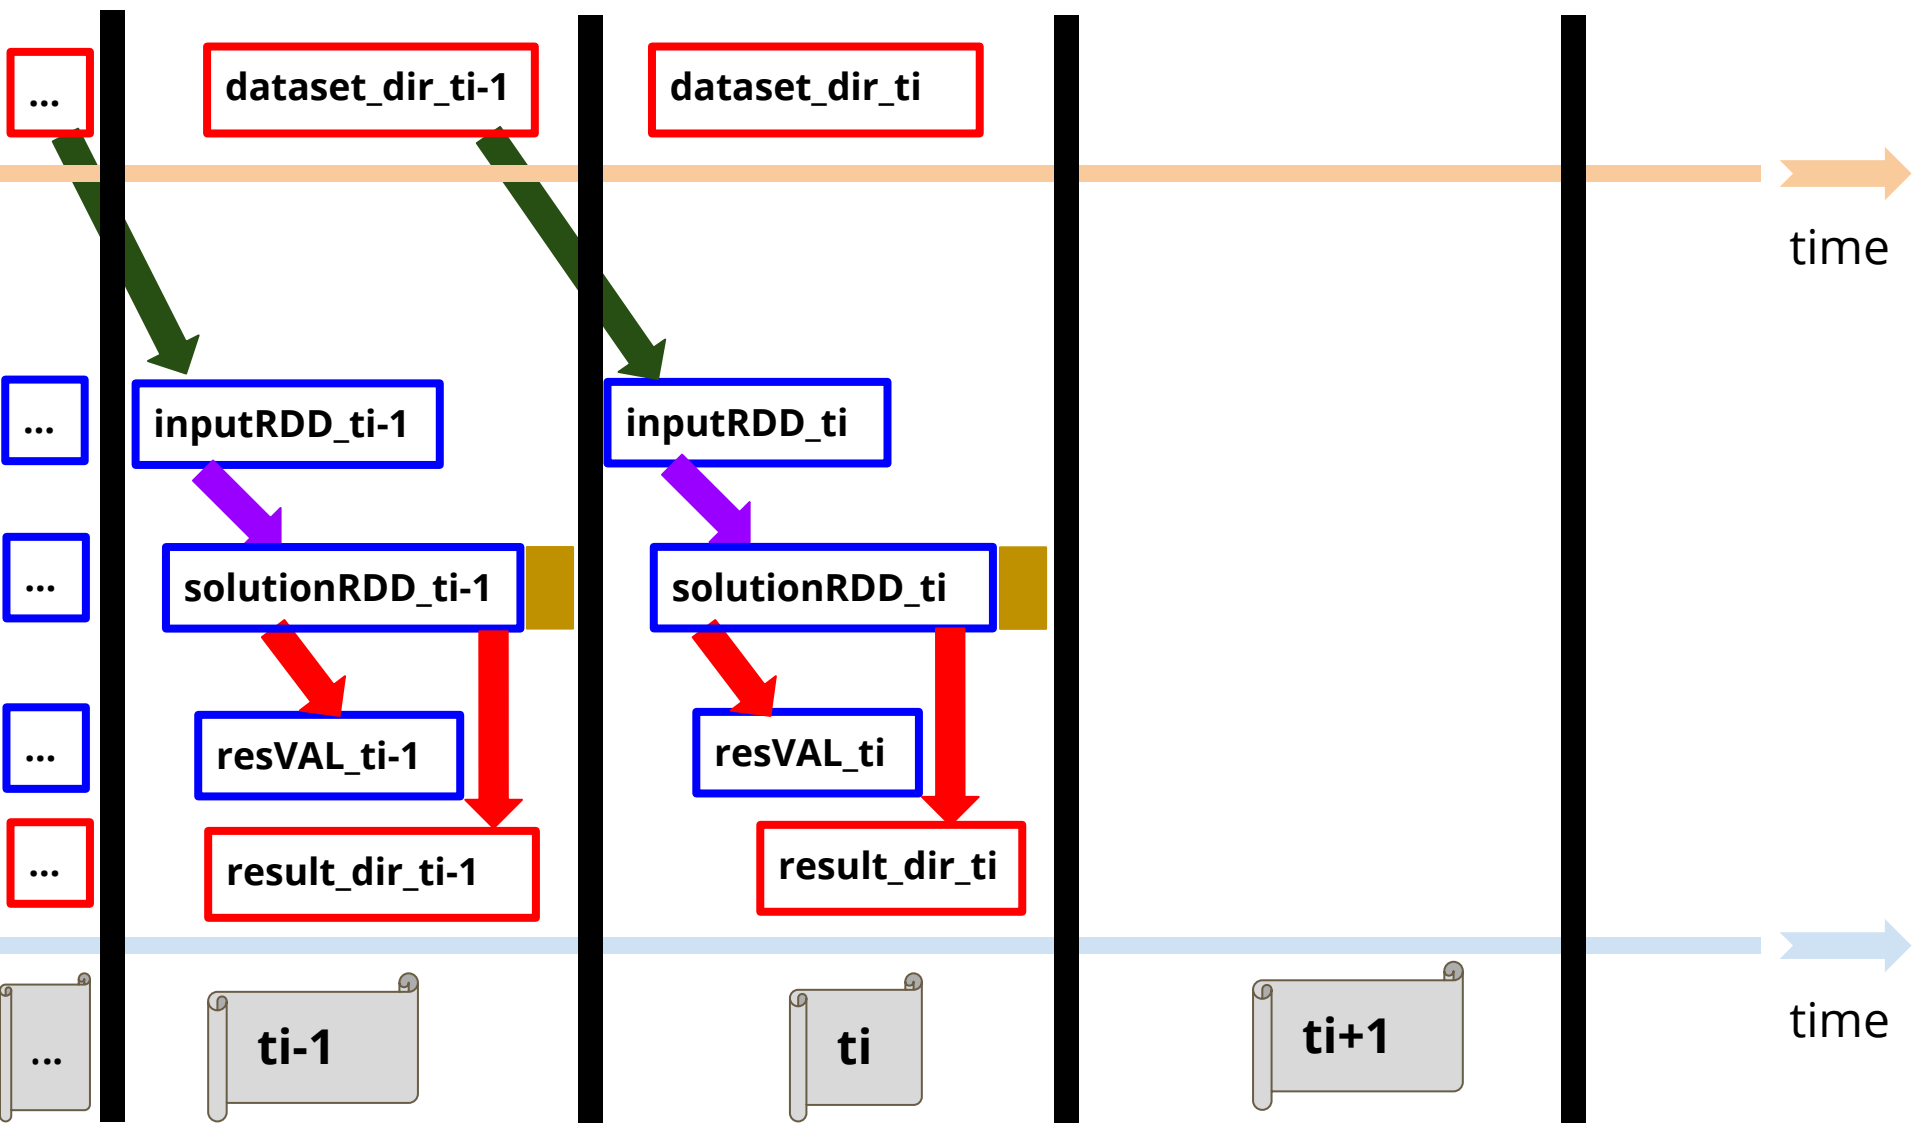 ...
dataset_dir_ti-1
dataset_dir_ti
time
...
inputRDD_ti-1
inputRDD_ti
...
solutionRDD_ti-1
solutionRDD_ti
...
resVAL_ti-1
resVAL_ti
...
result_dir_ti-1
result_dir_ti
...
ti-1
ti
ti+1
time